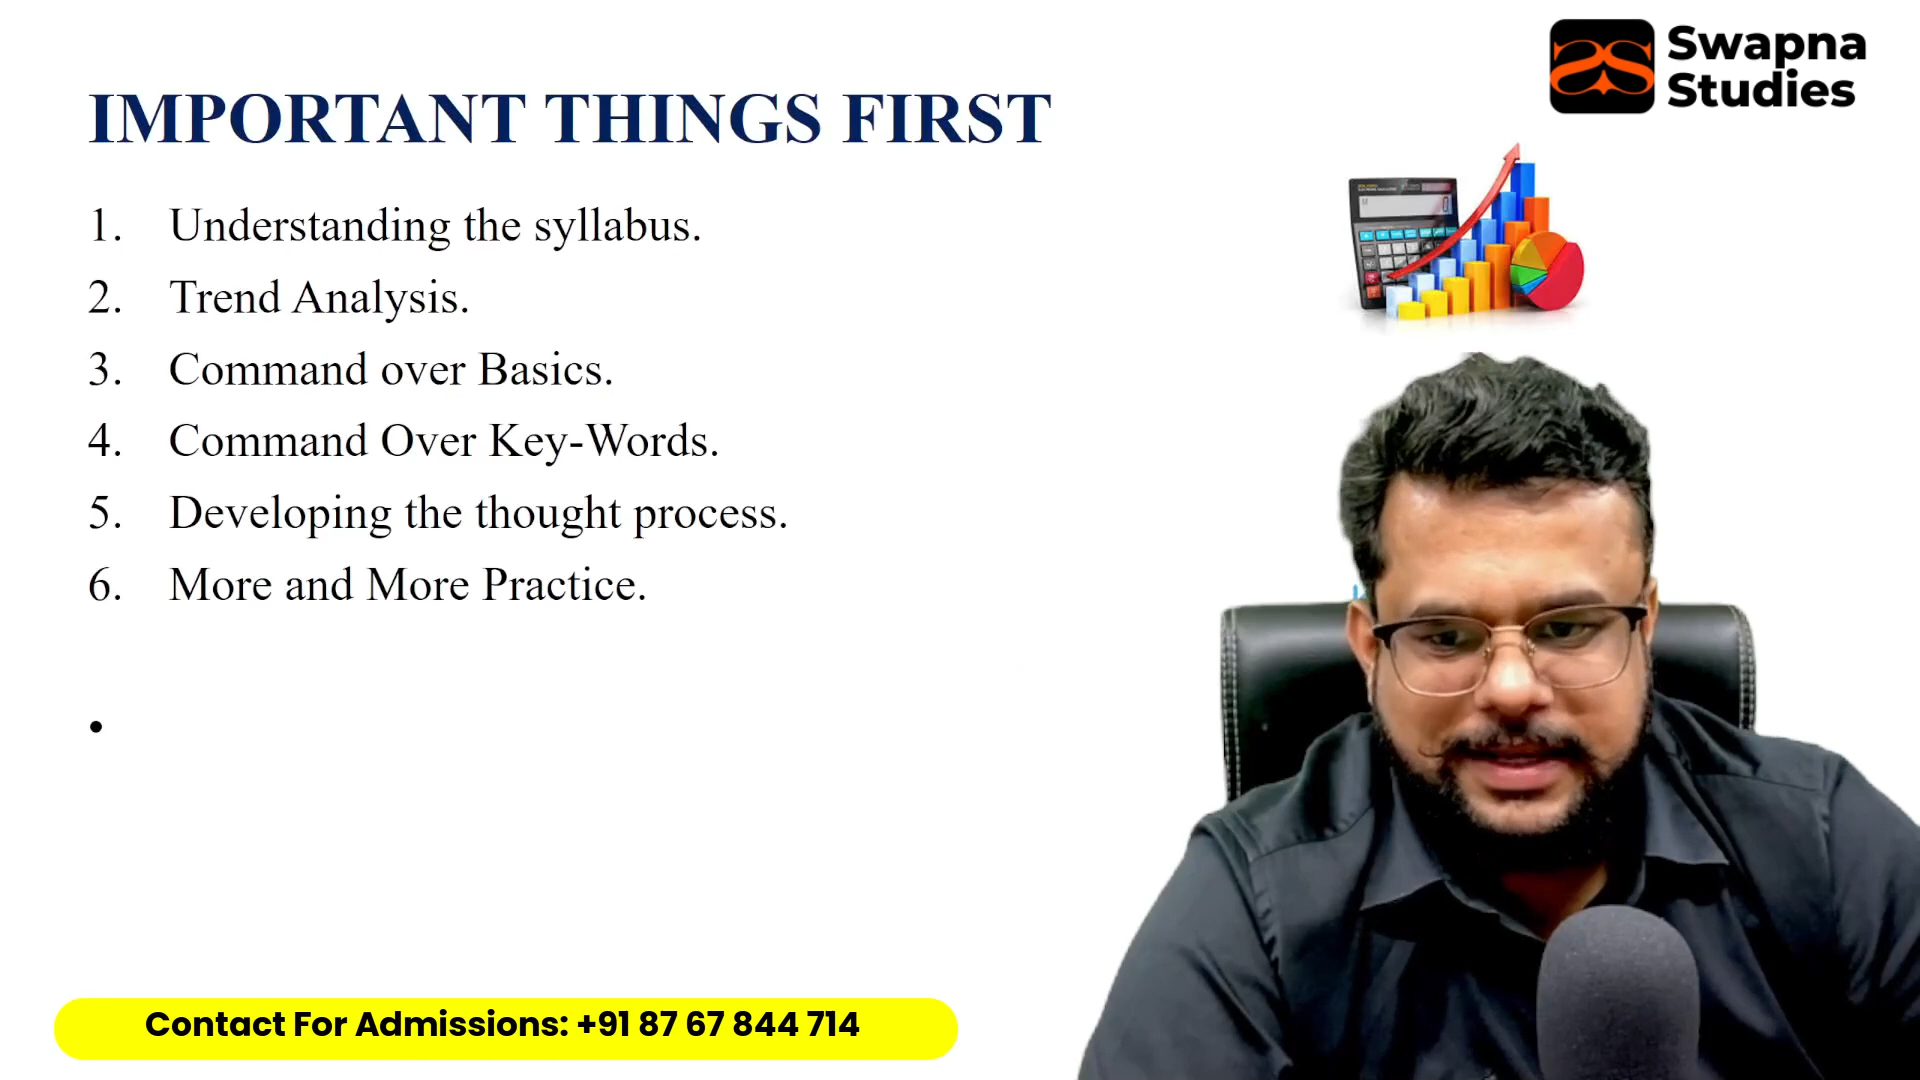 Swapna
Studies
IMPORTANT THINGS FIRST
1. Understanding the syllabus.
2. Trend Analysis.
3. Command over Basics.
4. Command Over Key-Words.
5. Developing the thought process.
6. More and More Practice.
•
Contact For Admissions: +91 87 67 844 714